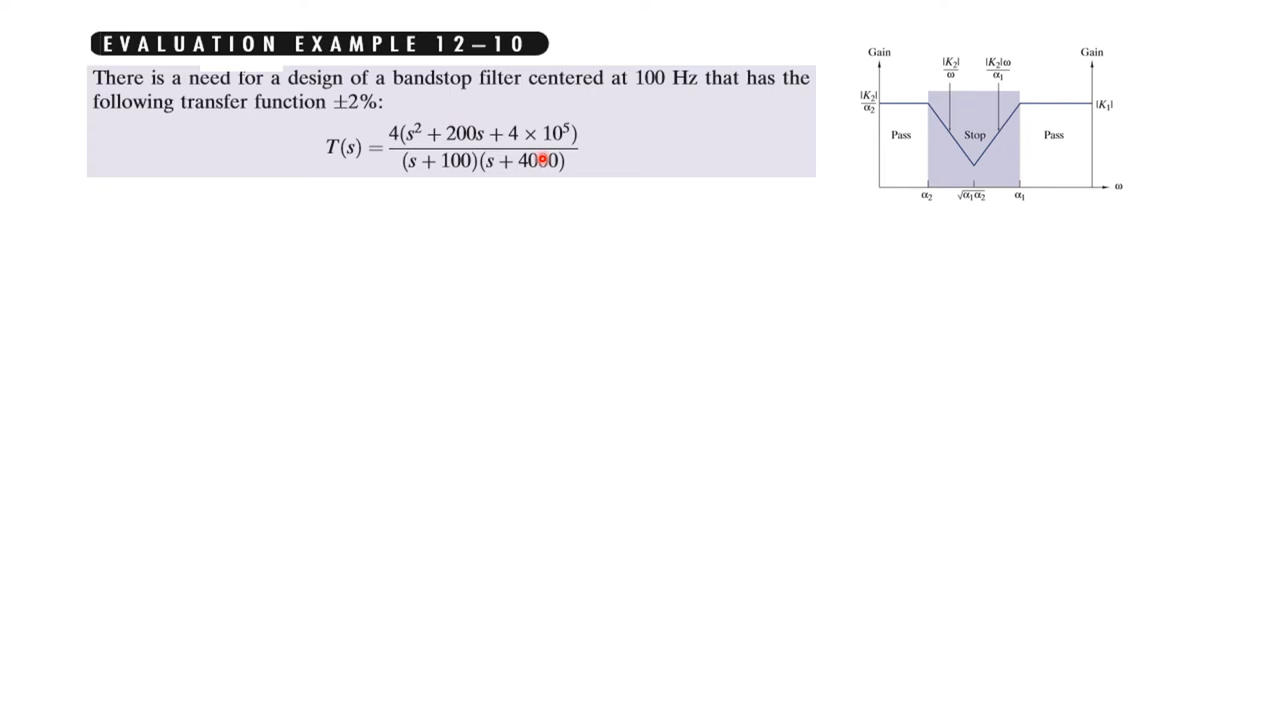 EVALUATION EXAMPLE 12–10
There is a need for a design of a bandstop filter centered at 100 Hz that has the
following transfer function ±2%:
T(s) = 4(s² + 200s + 4 × 10⁵) / (s + 100)(s + 4000)
Gain
Gain
|K₂|/ω
|K₂|ω/α₁
|K₂|/α₂
|K₁|
Pass
Stop
Pass
α₂
√α₁α₂
α₁
ω